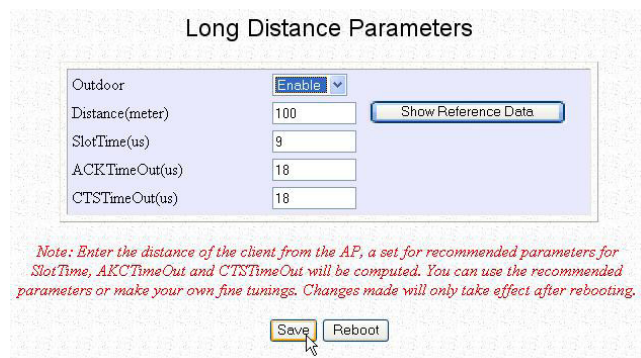 Long Distance Parameters
Outdoor Enable
Distance(meter) 100 Show Reference Data
SlotTime(us) 9
ACKTimeOut(us) 18
CTSTimeOut(us) 18
Note: Enter the distance of the client from the AP, a set for recommended parameters for
SlotTime, AKCTimeOut and CTSTimeOut will be computed. You can use the recommended
parameters or make your own fine tunings. Changes made will only take effect after rebooting.
Save Reboot